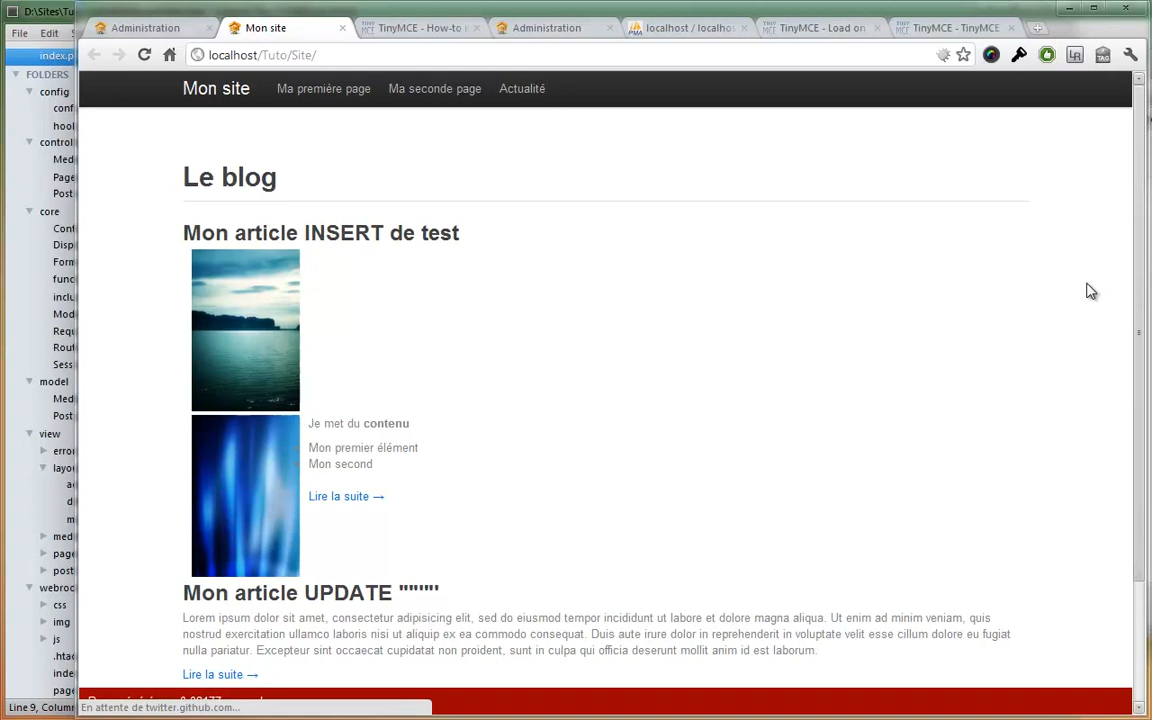 D:\Sites\Tu
File Edit
index.p
FOLDERS
config
conf
hool
control
Med
Page
Post
core
Cont
Disp
Form
func
inclu
Mod
Requ
Rout
Sess
model
Med
Post
view
error
layou
ac
d
m
med
page
post
webroo
css
img
js
.hta
inde
page
Line 9, Column
Administration
Mon site
TinyMCE - How-to i
Administration
localhost / localhos
TinyMCE - Load on
TinyMCE - TinyMCE
localhost/Tuto/Site/
Mon site Ma première page Ma seconde page Actualité
Le blog
Mon article INSERT de test
Je met du contenu
Mon premier élément
Mon second
Lire la suite →
Mon article UPDATE """"'
Lorem ipsum dolor sit amet, consectetur adipisicing elit, sed do eiusmod tempor incididunt ut labore et dolore magna aliqua. Ut enim ad minim veniam, quis
nostrud exercitation ullamco laboris nisi ut aliquip ex ea commodo consequat. Duis aute irure dolor in reprehenderit in voluptate velit esse cillum dolore eu fugiat
nulla pariatur. Excepteur sint occaecat cupidatat non proident, sunt in culpa qui officia deserunt mollit anim id est laborum.
Lire la suite →
En attente de twitter.github.com...